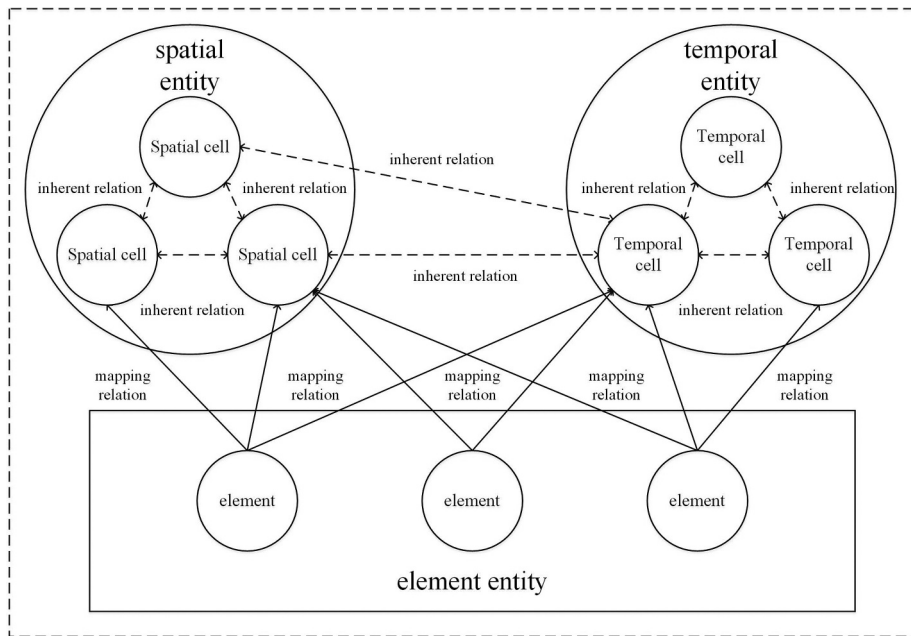 spatial
entity
temporal
entity
Spatial cell
Temporal
cell
inherent relation
inherent relation
inherent relation
inherent relation
inherent relation
Spatial cell
Spatial cell
Temporal
cell
Temporal
cell
inherent relation
inherent relation
inherent relation
mapping
relation
mapping
relation
mapping
relation
mapping
relation
mapping
relation
element
element
element
element entity